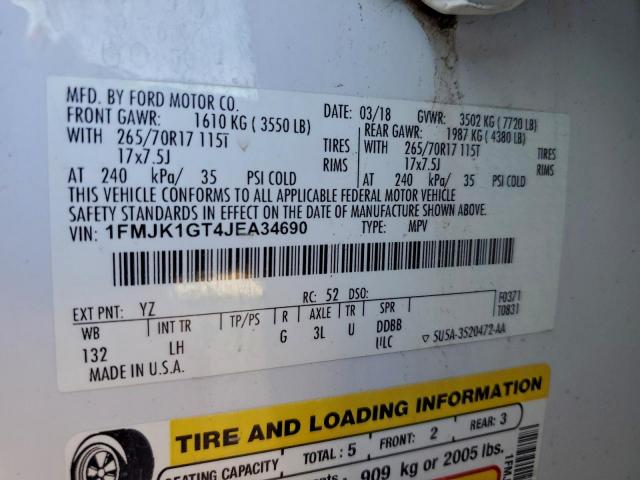 MFD. BY FORD MOTOR CO.
DATE: 03/18 GVWR: 3502 KG (7720 LB)
FRONT GAWR: 1610 KG (3550 LB) REAR GAWR: 1987 KG (4380 LB)
WITH 265/70R17 115T TIRES WITH 265/70R17 115T TIRES
17x7.5J RIMS 17x7.5J RIMS
AT 240 kPa/ 35 PSI COLD AT 240 kPa/ 35 PSI COLD
THIS VEHICLE CONFORMS TO ALL APPLICABLE FEDERAL MOTOR VEHICLE
SAFETY STANDARDS IN EFFECT ON THE DATE OF MANUFACTURE SHOWN ABOVE.
VIN: 1FMJK1GT4JEA34690 TYPE: MPV
F0371
T0831
EXT PNT: YZ RC: 52 DSO:
WB INT TR TP/PS R AXLE TR SPR
132 LH G 3L U DDBB
ULC
▽ 5U5A-3520472-AA
MADE IN U.S.A.
TIRE AND LOADING INFORMATION
SEATING CAPACITY TOTAL: 5 FRONT: 2 REAR: 3
909 kg or 2005 lbs.